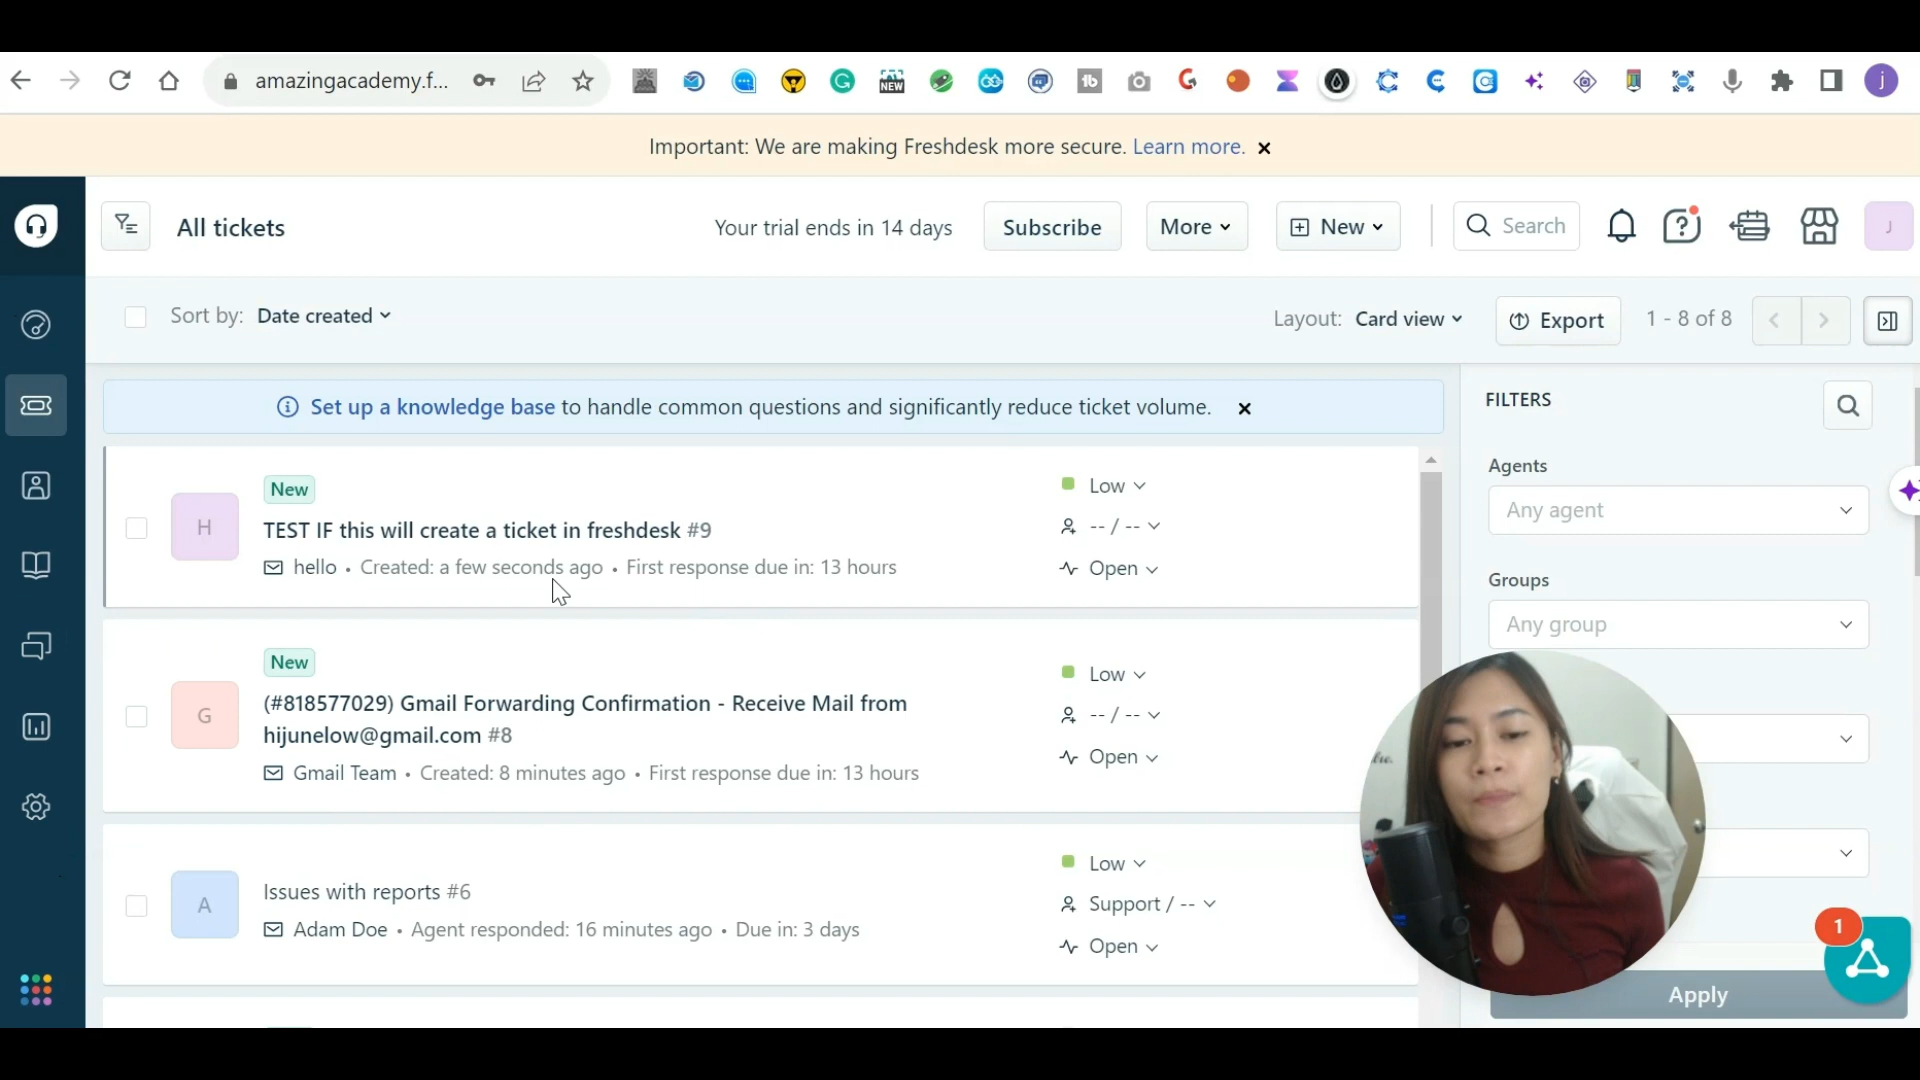 amazingacademy.f...
NEW
tb
j
Important: We are making Freshdesk more secure. Learn more.
All tickets
Your trial ends in 14 days
Subscribe
More
New
Search
J
Sort by: Date created
Layout: Card view
Export
1 - 8 of 8
Set up a knowledge base to handle common questions and significantly reduce ticket volume.
FILTERS
Agents
Any agent
Groups
Any group
Apply
1
H
New
TEST IF this will create a ticket in freshdesk #9
hello • Created: a few seconds ago • First response due in: 13 hours
Low
-- / --
Open
G
New
(#818577029) Gmail Forwarding Confirmation - Receive Mail from
hijunelow@gmail.com #8
Gmail Team • Created: 8 minutes ago • First response due in: 13 hours
Low
-- / --
Open
A
Issues with reports #6
Adam Doe • Agent responded: 16 minutes ago • Due in: 3 days
Low
Support / --
Open